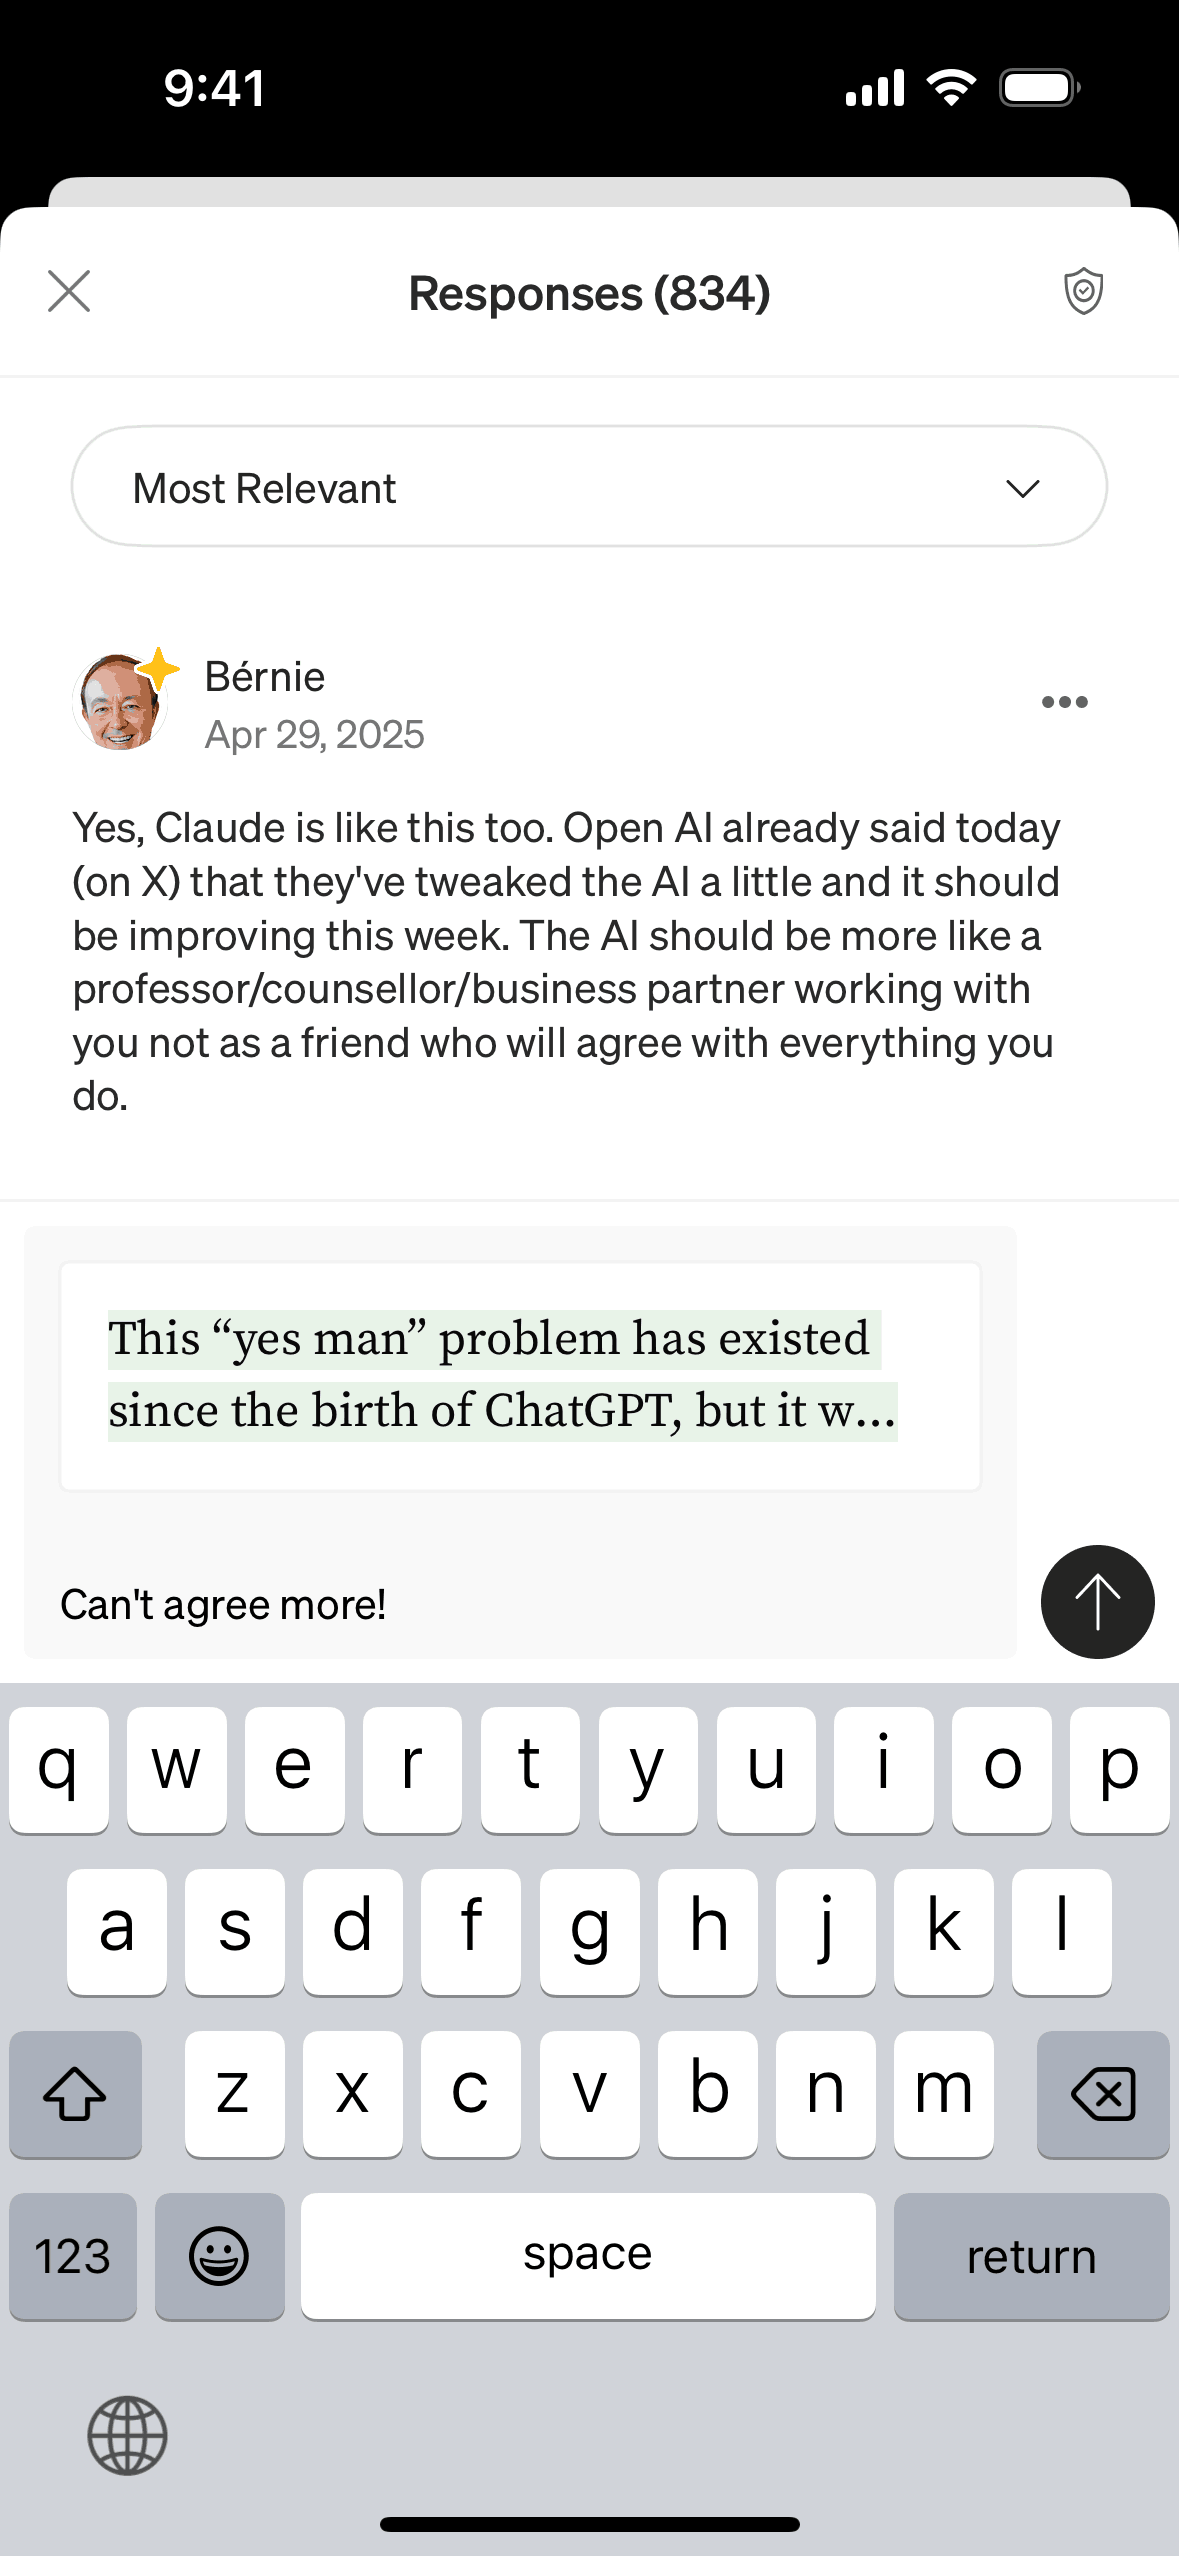 9:41
Responses (834)
Most Relevant
Bérnie
Apr 29, 2025
Yes, Claude is like this too. Open AI already said today
(on X) that they've tweaked the AI a little and it should
be improving this week. The AI should be more like a
professor/counsellor/business partner working with
you not as a friend who will agree with everything you
do.
This “yes man” problem has existed
since the birth of ChatGPT, but it w...
Can't agree more!
q w e r t y u i o p
a s d f g h j k l
z x c v b n m
123 space return